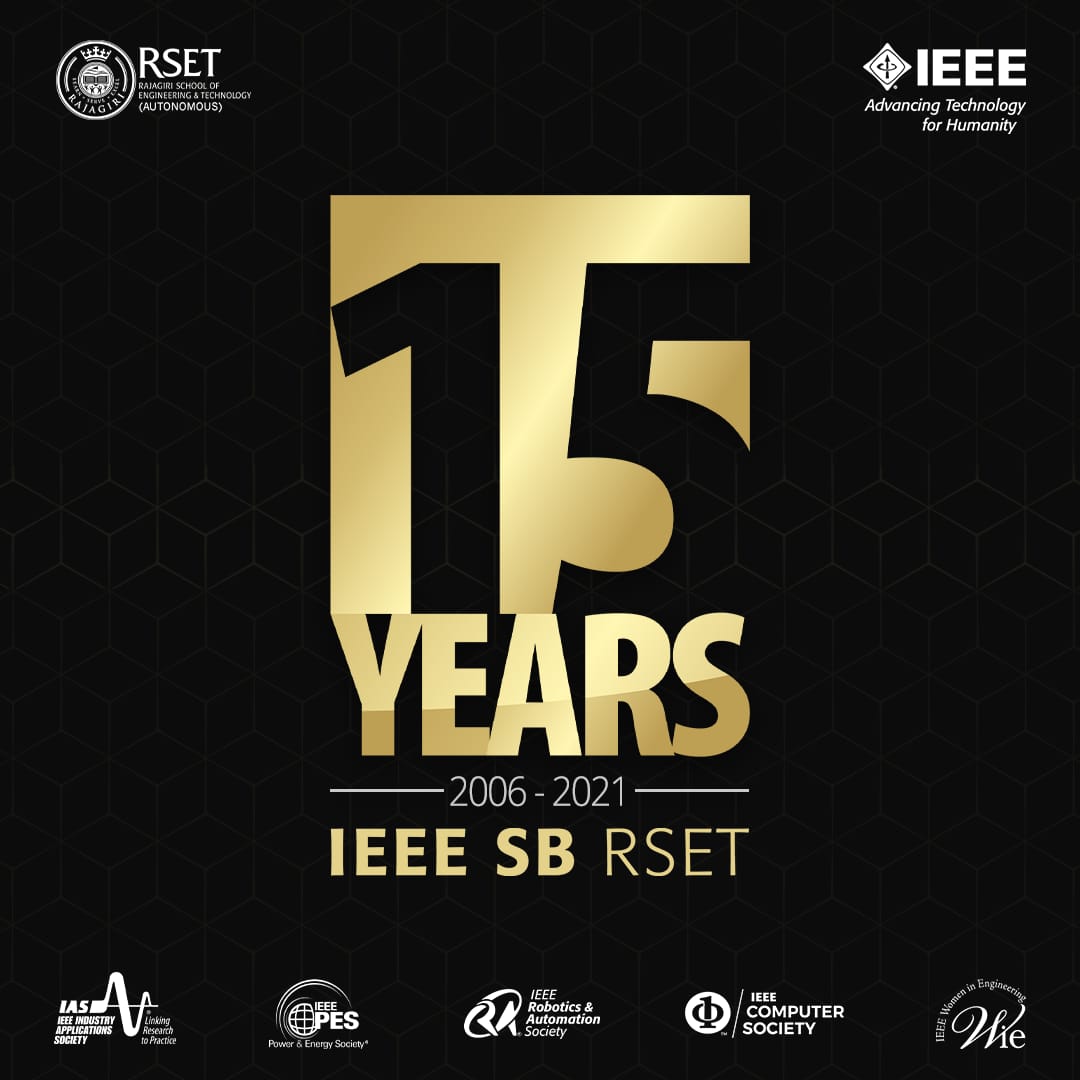 RSET
RAJAGIRI SCHOOL OF
ENGINEERING & TECHNOLOGY
(AUTONOMOUS)
RAJAGIRI
IEEE
Advancing Technology
for Humanity
15
YEARS
2006 - 2021
IEEE SB RSET
IAS
IEEE INDUSTRY
APPLICATIONS
SOCIETY
®
Linking
Research
to Practice
IEEE
PES
Power & Energy Society®
IEEE
Robotics &
Automation
Society
IEEE
COMPUTER
SOCIETY
IEEE Women in Engineering
Wie